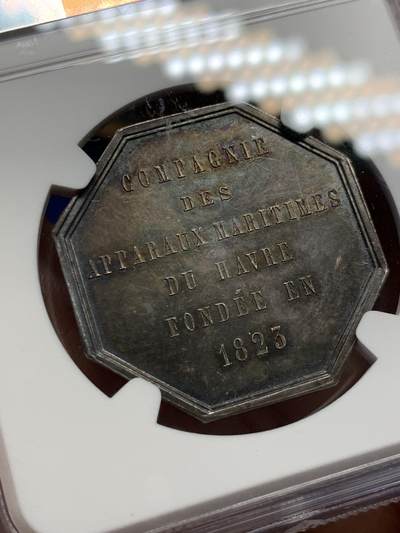 COMPAGNIE
DES
APPARAUX MARITIMES
DU HAVRE
FONDÉE EN
1823